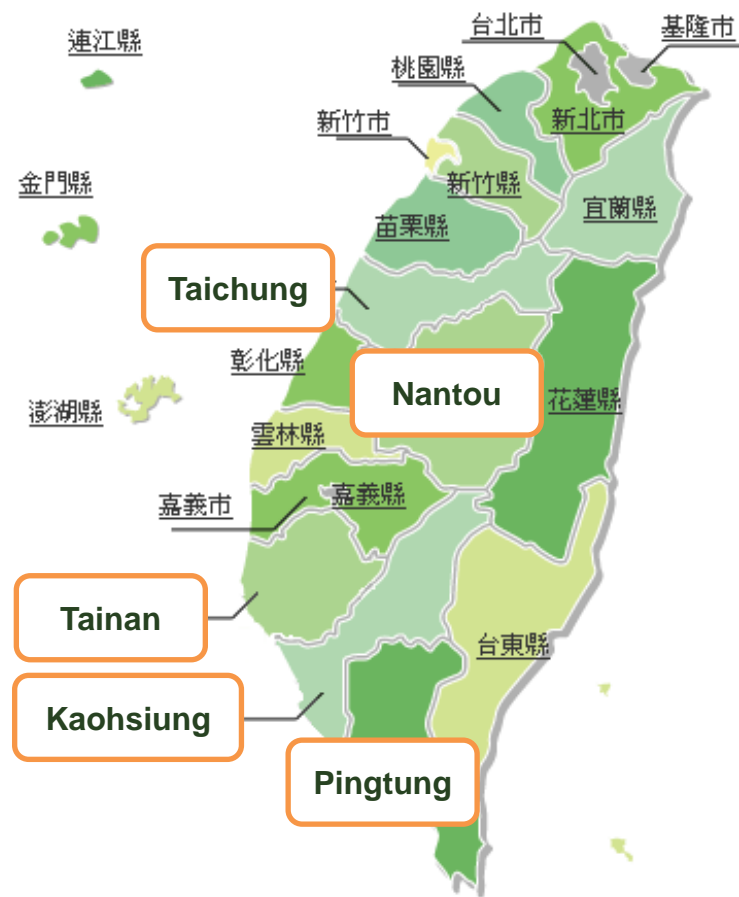 台北市
基隆市
連江縣
桃園縣
新竹市
新北市
金門縣
新竹縣
宜蘭縣
苗栗縣
Taichung
彰化縣
Nantou
花蓮縣
澎湖縣
雲林縣
嘉義市
嘉義縣
Tainan
台東縣
Kaohsiung
Pingtung